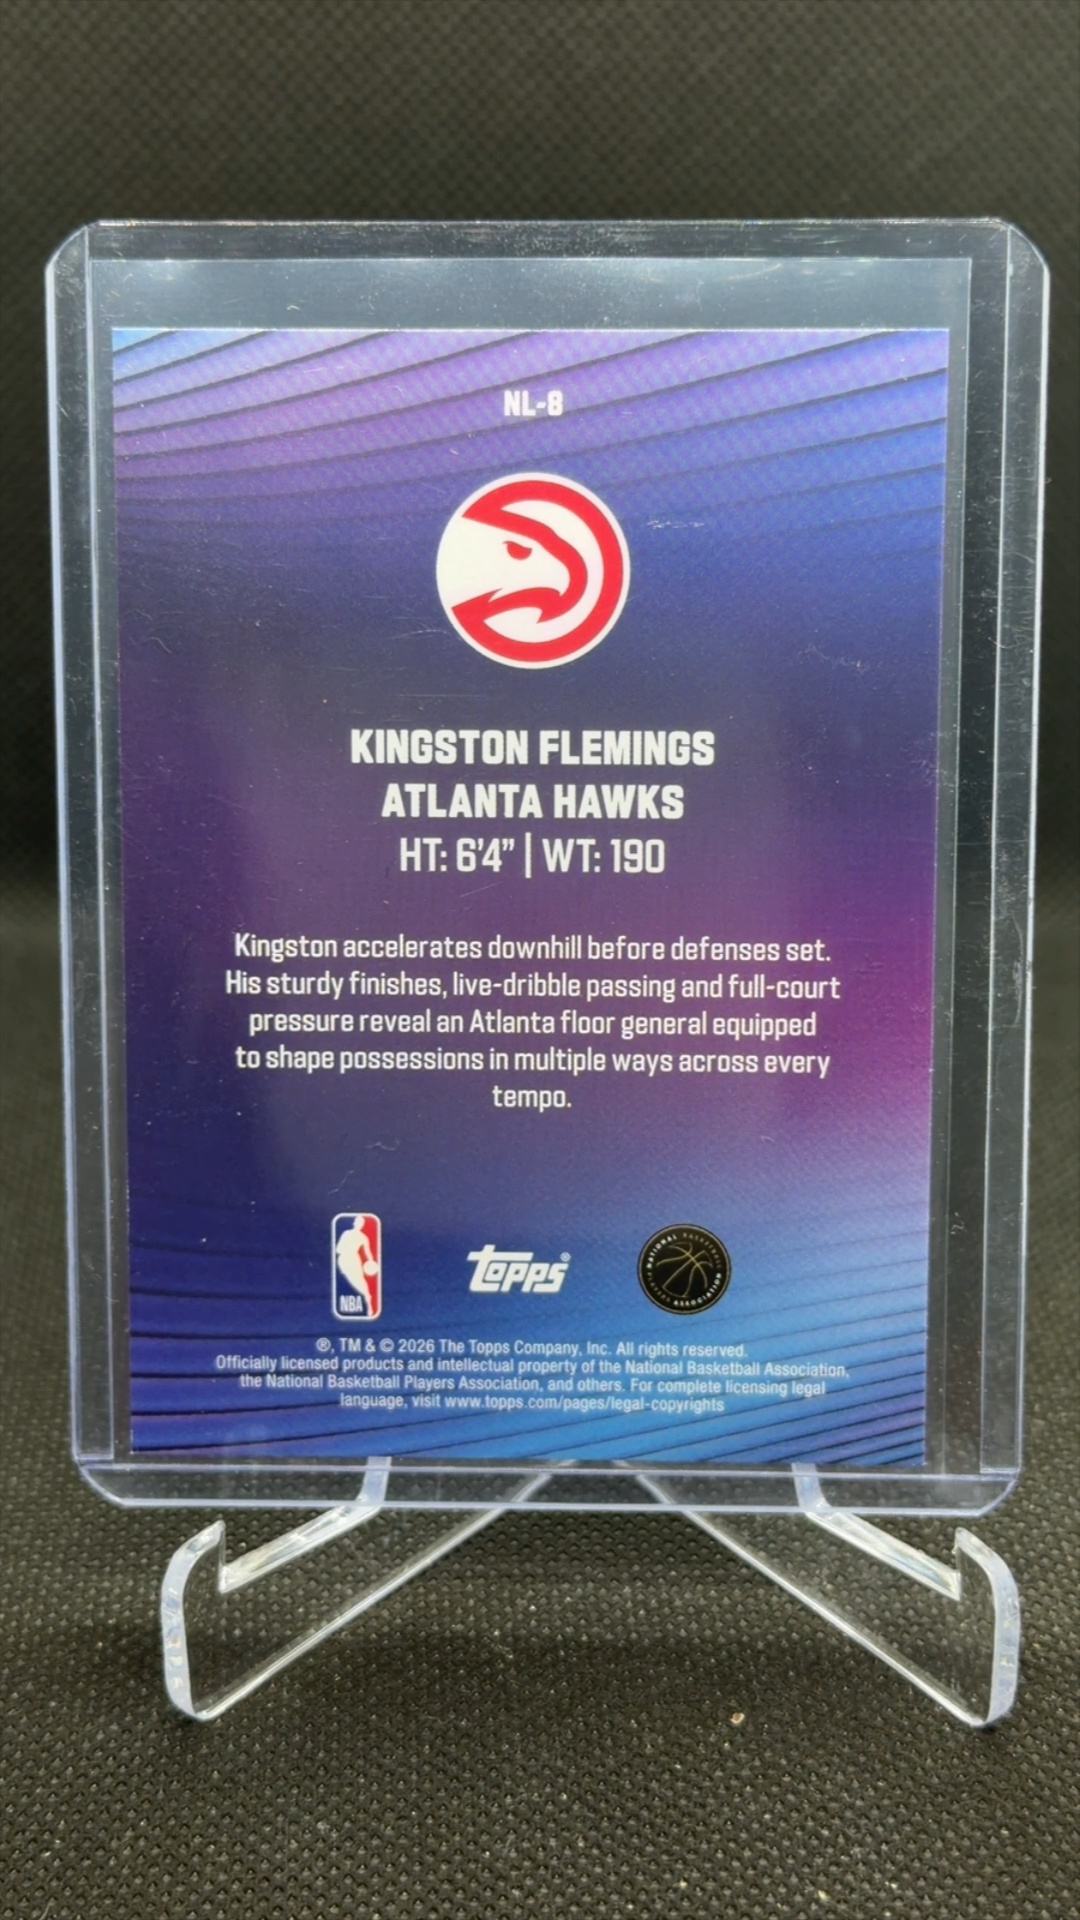 NL-8
KINGSTON FLEMINGS
ATLANTA HAWKS
HT: 6'4" | WT: 190
Kingston accelerates downhill before defenses set.
His sturdy finishes, live-dribble passing and full-court
pressure reveal an Atlanta floor general equipped
to shape possessions in multiple ways across every
tempo.
NBA
topps®
NATIONAL BASKETBALL
PLAYERS ASSOCIATION
®, TM & © 2026 The Topps Company, Inc. All rights reserved.
Officially licensed products and intellectual property of the National Basketball Association,
the National Basketball Players Association, and others. For complete licensing legal
language, visit www.topps.com/pages/legal-copyrights